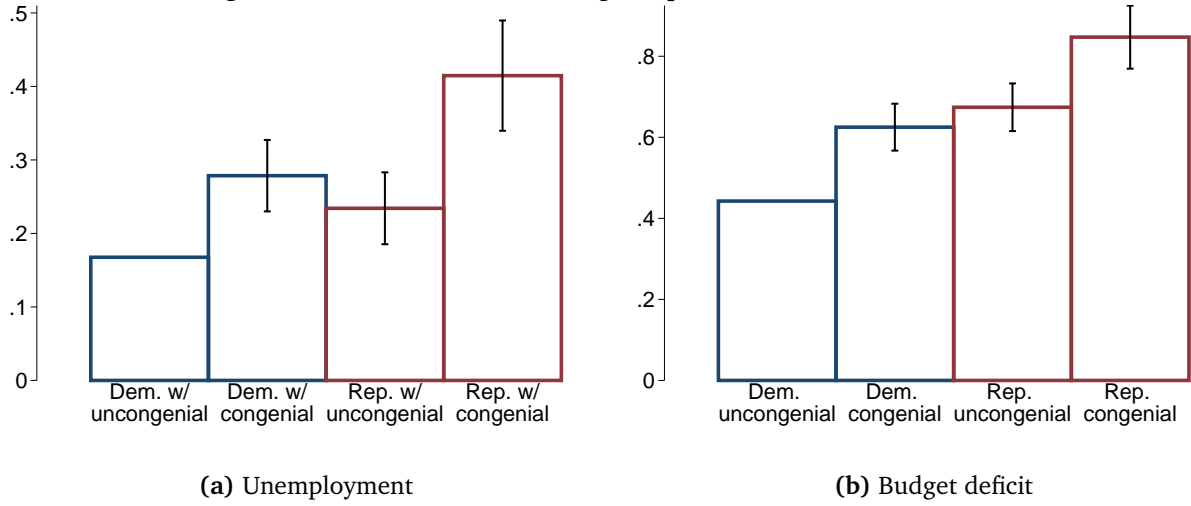 .5
.4
.3
.2
.1
0
Dem. w/ uncongenial
Dem. w/ congenial
Rep. w/ uncongenial
Rep. w/ congenial
(a) Unemployment
.8
.6
.4
.2
0
Dem. uncongenial
Dem. congenial
Rep. uncongenial
Rep. congenial
(b) Budget deficit